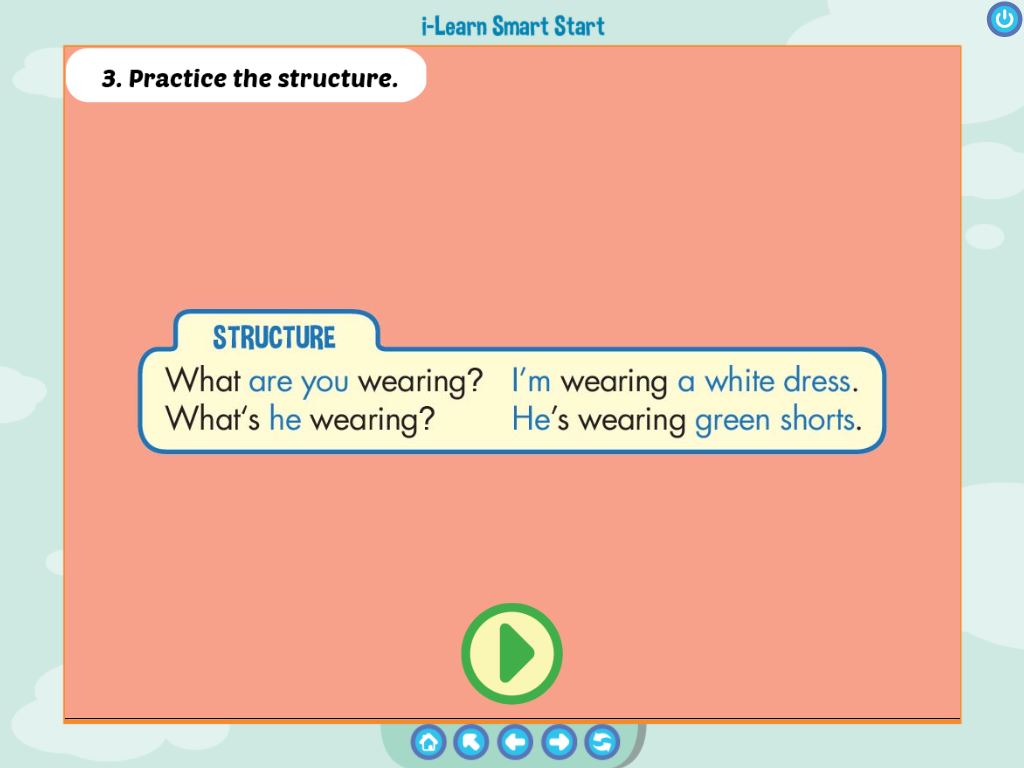 i-Learn Smart Start
3. Practice the structure.
STRUCTURE
What are you wearing? I'm wearing a white dress.
What‘s he wearing? He’s wearing green shorts.